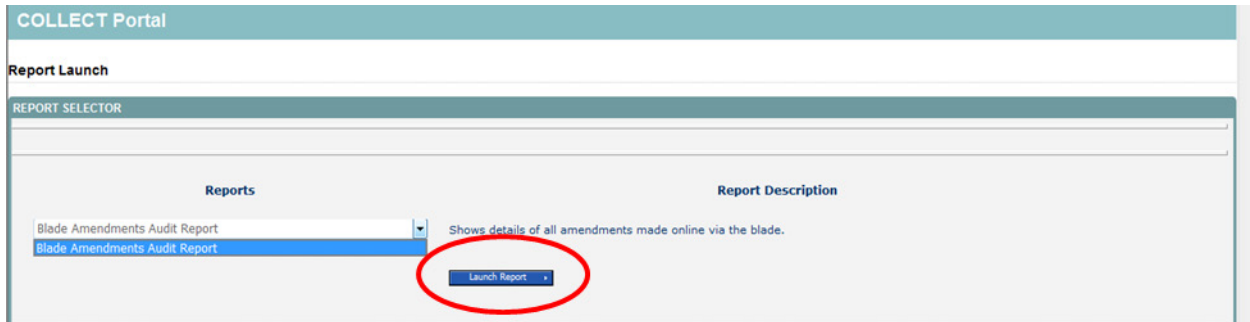 COLLECT Portal
Report Launch
REPORT SELECTOR
Reports
Report Description
Blade Amendments Audit Report
Shows details of all amendments made online via the blade.
Blade Amendments Audit Report
Launch Report